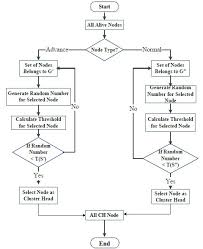 Start
All Alive Nodes
Advance
Node Type?
Normal
Set of Nodes
Belongs to G'
Set of Nodes
Belongs to G"
Generate Random
Number for Selected
Node
Generate Random
Number for Selected
Node
No
No
Calculate Threshold
for Selected Node
Calculate Threshold
for Selected Node
If Random
Number
If Random
Number
Yes
Yes
Select Node as
Cluster Head
Select Node as
Cluster Head
All CH Node